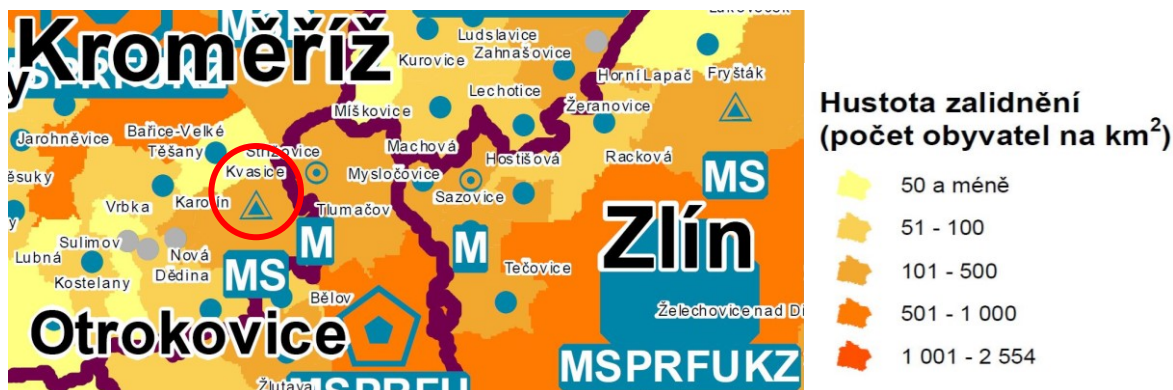 Kroměříž
Ludslavice
Zahnašovice
Kurovice
Horní Lapač
Fryšták
Lechotice
Žeranovice
Míškovice
Jarohněvice
Bařice-Velké
Těšany
Střížovice
Machová
Hostišová
Racková
Kvasice
Mysločovice
MS
Vrbka
Karolín
Tlumačov
Sazovice
Zlín
Sulimov
Lubná
Nová
Dědina
M
M
Kostelany
MS
Tečovice
Bělov
Želechovice nad
Otrokovice
MSPRFUKZ
Žlutava
Hustota zalidnění
(počet obyvatel na km²)
50 a méně
51 - 100
101 - 500
501 - 1 000
1 001 - 2 554